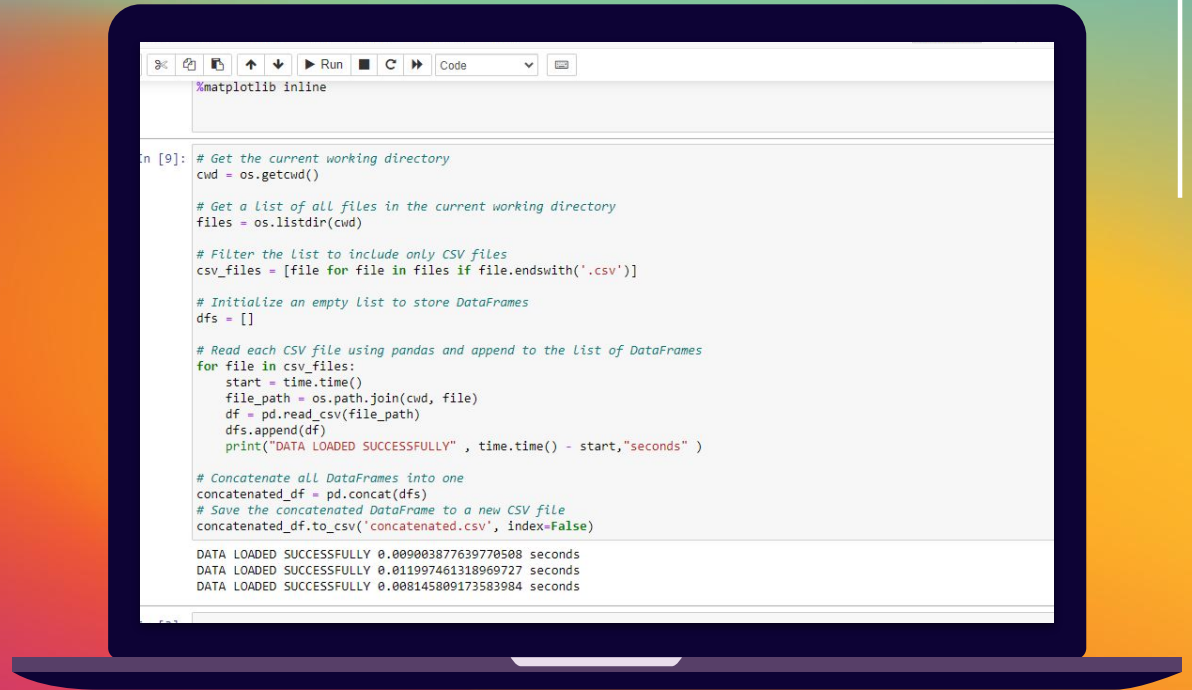 Run
Code
%matplotlib inline
In [9]:
# Get the current working directory
cwd = os.getcwd()
# Get a list of all files in the current working directory
files = os.listdir(cwd)
# Filter the list to include only CSV files
csv_files = [file for file in files if file.endswith('.csv')]
# Initialize an empty list to store DataFrames
dfs = []
# Read each CSV file using pandas and append to the list of DataFrames
for file in csv_files:
    start = time.time()
    file_path = os.path.join(cwd, file)
    df = pd.read_csv(file_path)
    dfs.append(df)
    print("DATA LOADED SUCCESSFULLY" , time.time() - start,"seconds" )
# Concatenate all DataFrames into one
concatenated_df = pd.concat(dfs)
# Save the concatenated DataFrame to a new CSV file
concatenated_df.to_csv('concatenated.csv', index=False)
DATA LOADED SUCCESSFULLY 0.009003877639770508 seconds
DATA LOADED SUCCESSFULLY 0.011997461318969727 seconds
DATA LOADED SUCCESSFULLY 0.008145809173583984 seconds